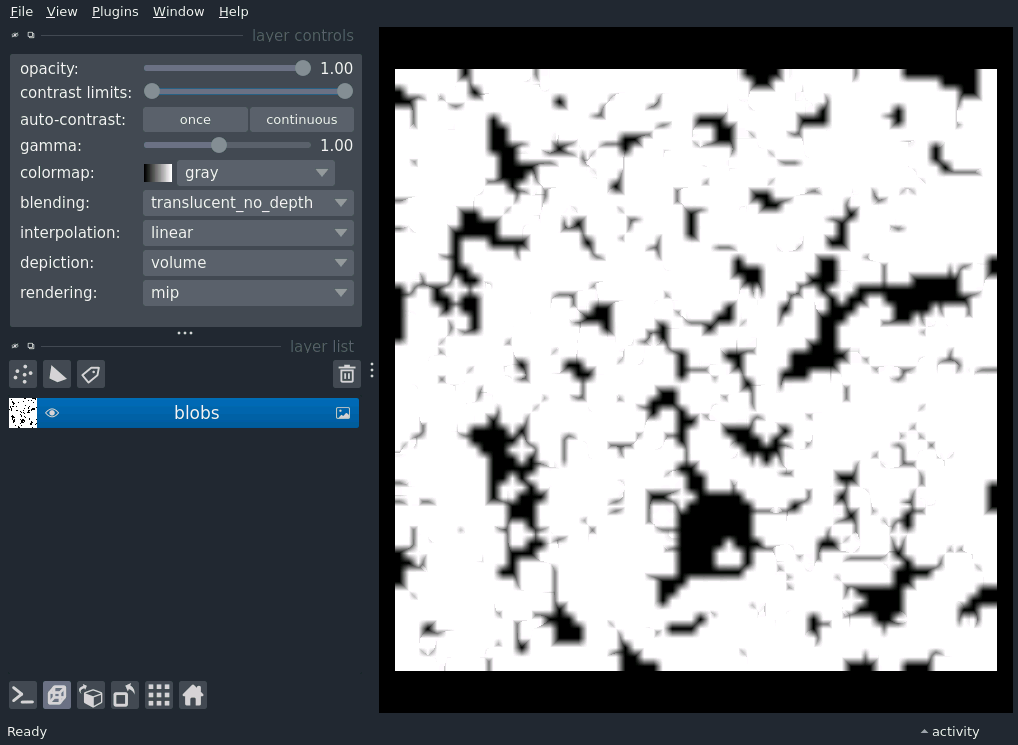 File View Plugins Window Help
layer controls
opacity: 1.00
contrast limits:
auto-contrast: once continuous
gamma: 1.00
colormap: gray
blending: translucent_no_depth
interpolation: linear
depiction: volume
rendering: mip
layer list
blobs
Ready activity